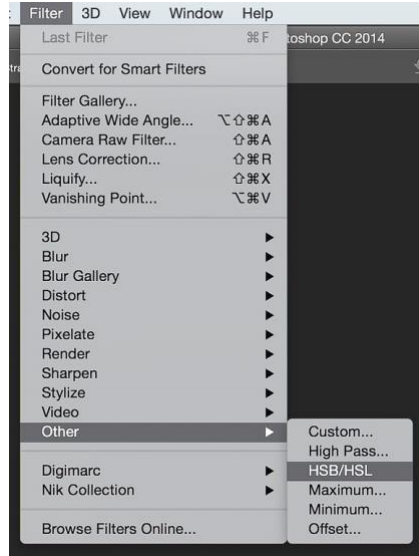 Filter 3D View Window Help
Last Filter ⌘F
toshop CC 2014
Convert for Smart Filters
Filter Gallery...
Adaptive Wide Angle... ⌥⇧⌘A
Camera Raw Filter... ⇧⌘A
Lens Correction... ⇧⌘R
Liquify... ⇧⌘X
Vanishing Point... ⌥⌘V
3D
Blur
Blur Gallery
Distort
Noise
Pixelate
Render
Sharpen
Stylize
Video
Other
Custom...
High Pass...
HSB/HSL
Maximum...
Minimum...
Offset...
Digimarc
Nik Collection
Browse Filters Online...